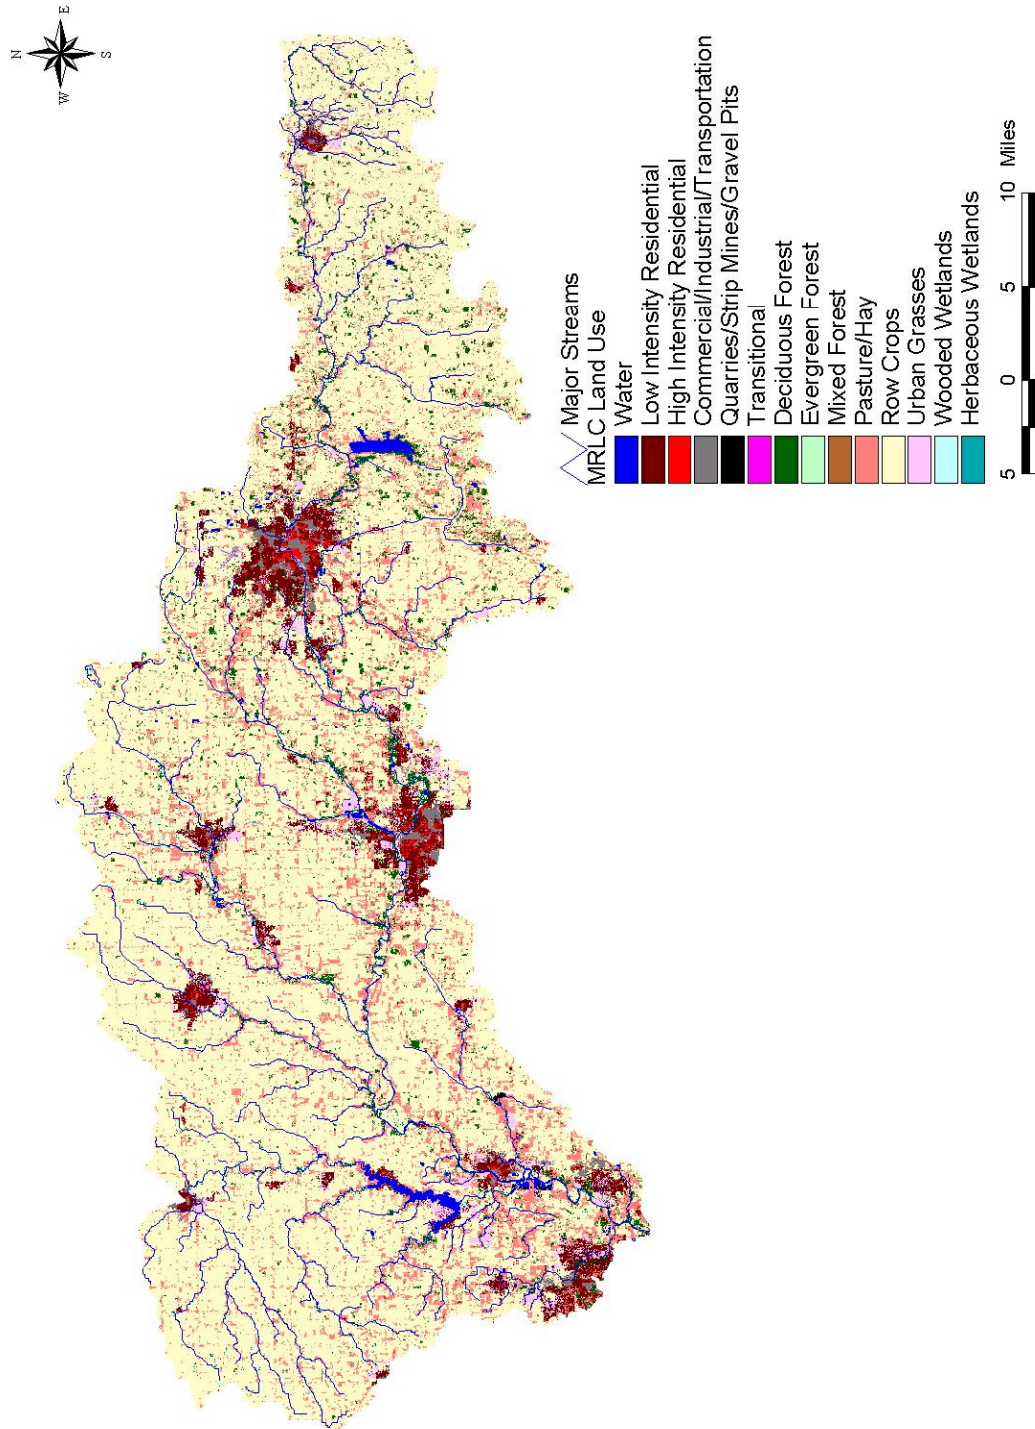 N
W
E
S
Major Streams
MRLC Land Use
Water
Low Intensity Residential
High Intensity Residential
Commercial/Industrial/Transportation
Quarries/Strip Mines/Gravel Pits
Transitional
Deciduous Forest
Evergreen Forest
Mixed Forest
Pasture/Hay
Row Crops
Urban Grasses
Wooded Wetlands
Herbaceous Wetlands
5 0 5 10 Miles